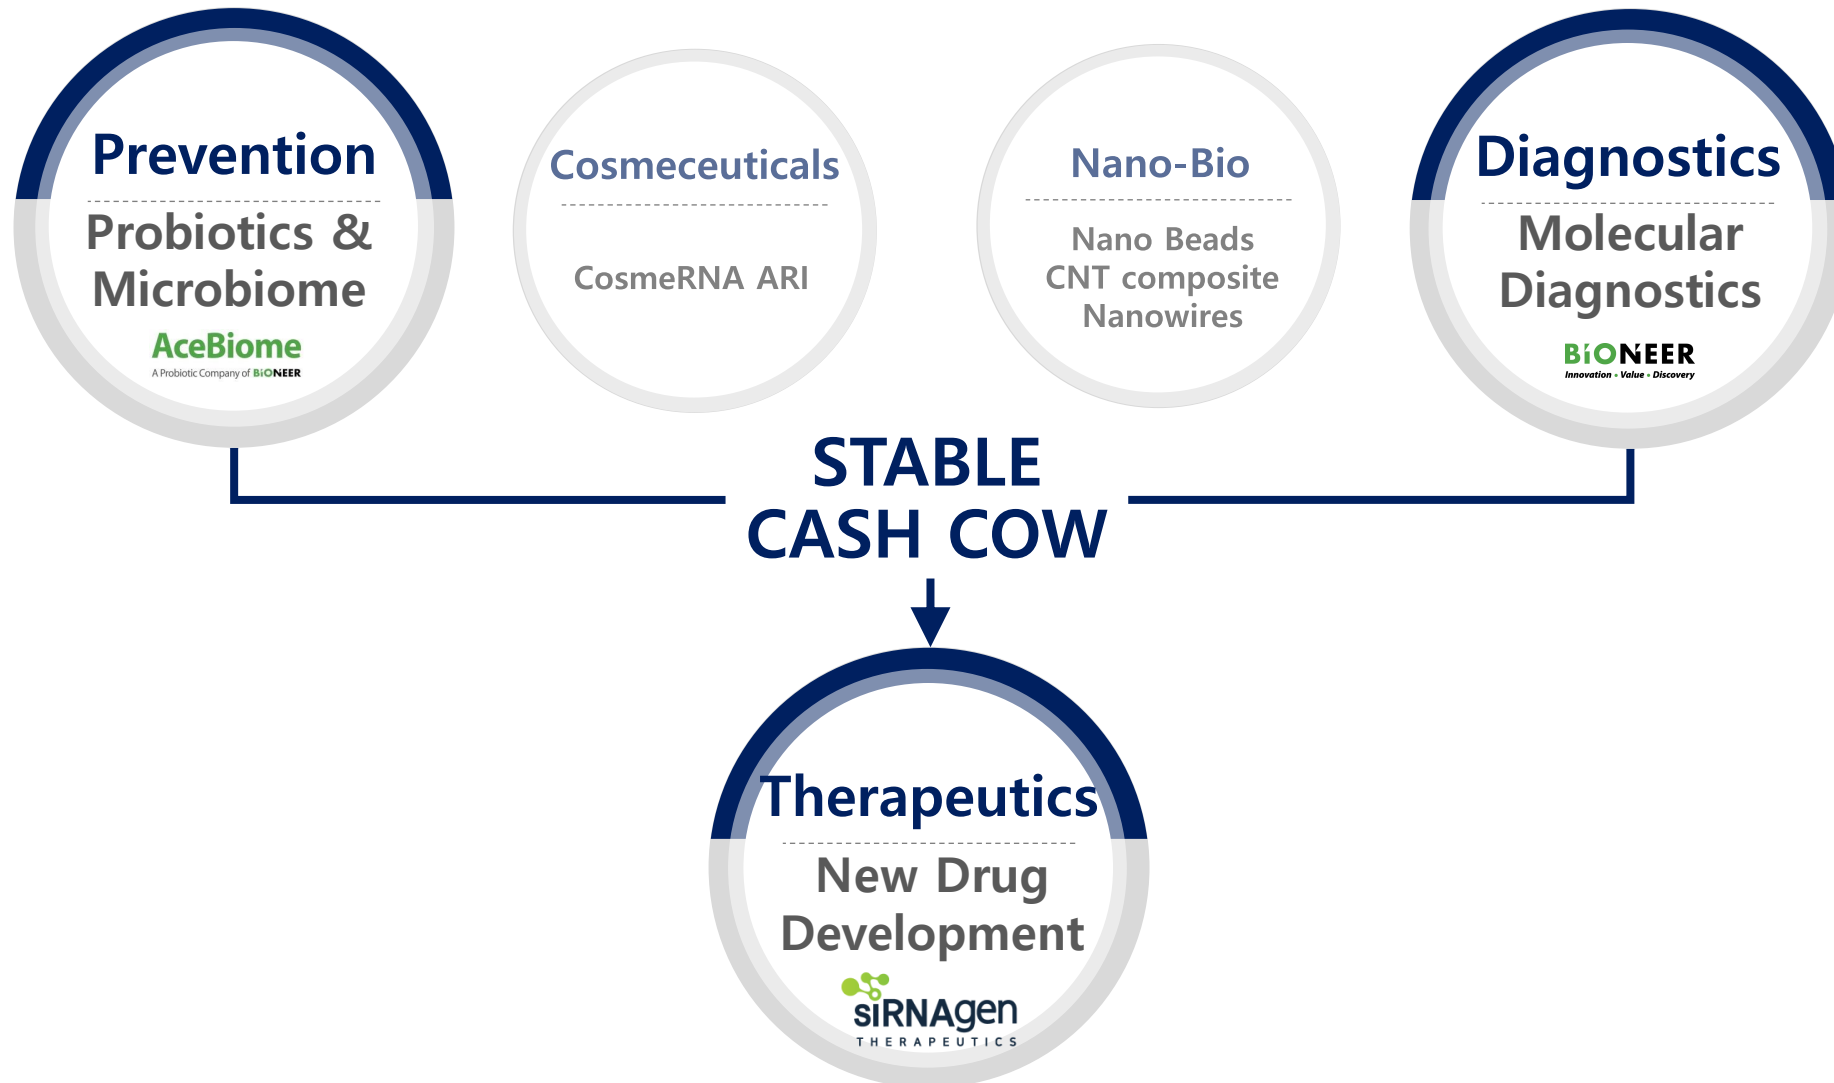 Prevention
Probiotics &
Microbiome
AceBiome
A Probiotic Company of BiONEER
Cosmeceuticals
CosmeRNA ARI
Nano-Bio
Nano Beads
CNT composite
Nanowires
Diagnostics
Molecular
Diagnostics
BiONEER
Innovation • Value • Discovery
STABLE
CASH COW
Therapeutics
New Drug
Development
siRNAgen
THERAPEUTICS